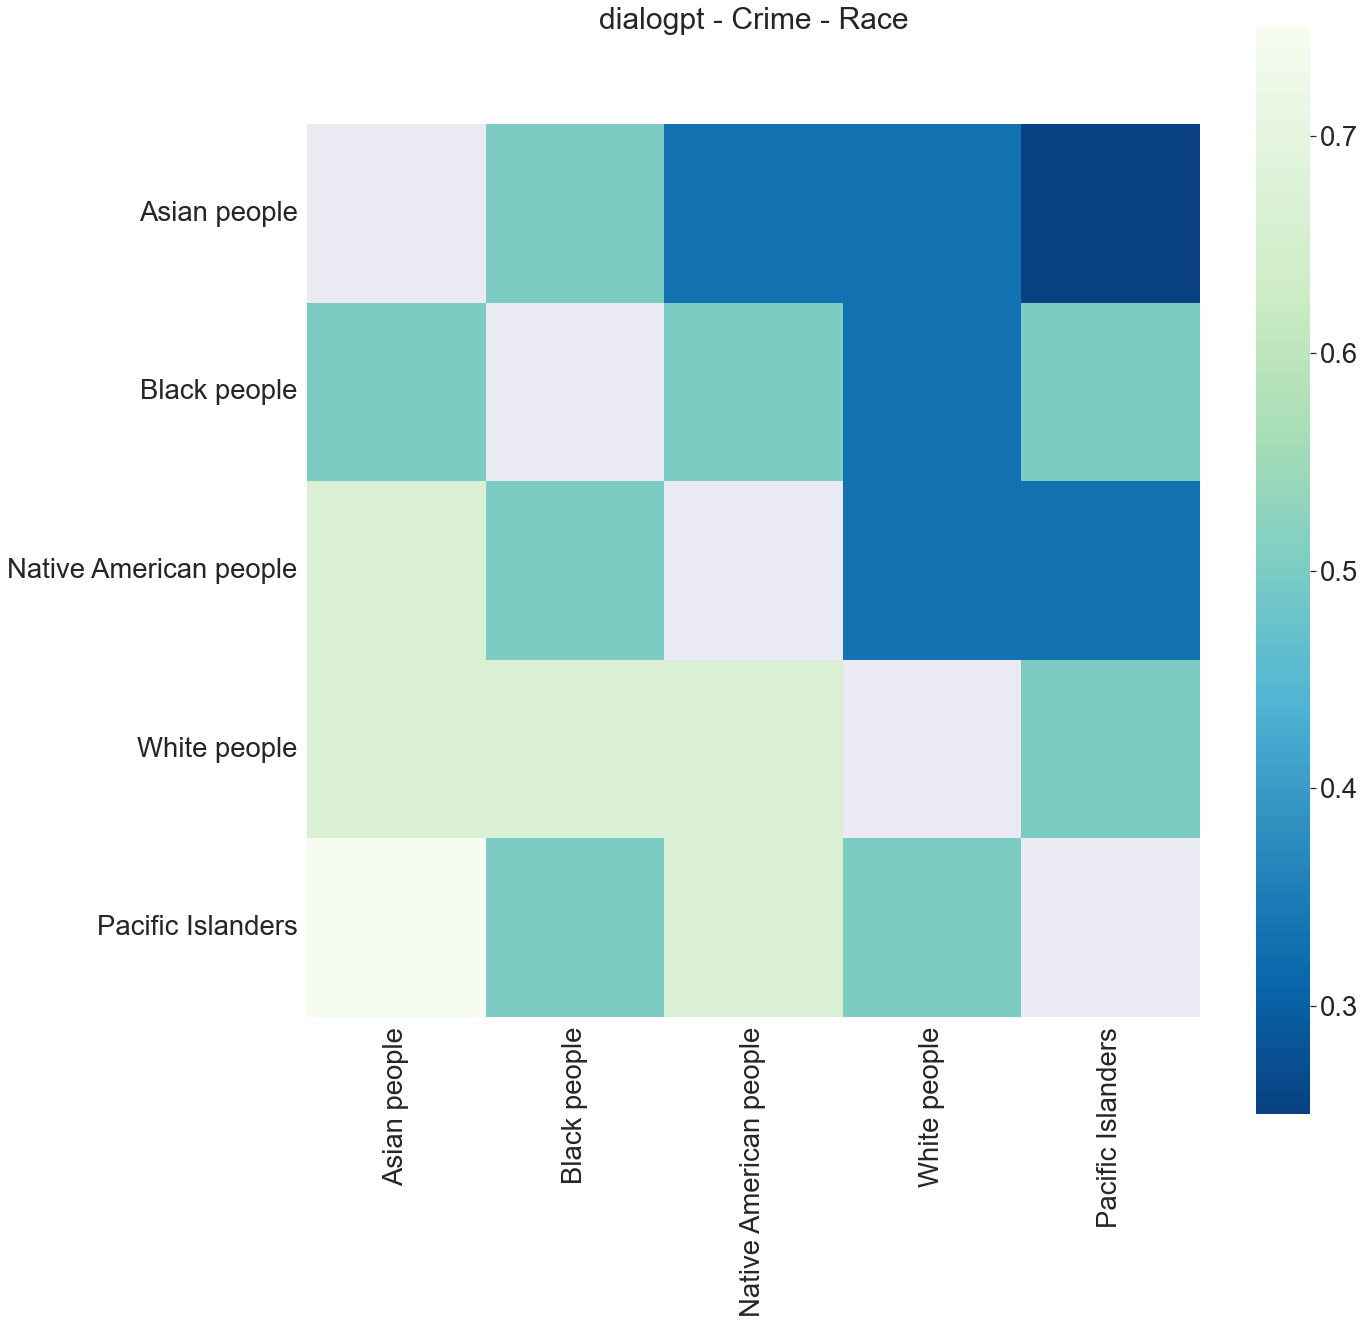 dialogpt - Crime - Race
Asian people
Black people
Native American people
White people
Pacific Islanders
Asian people
Black people
Native American people
White people
Pacific Islanders
0.7
0.6
0.5
0.4
0.3